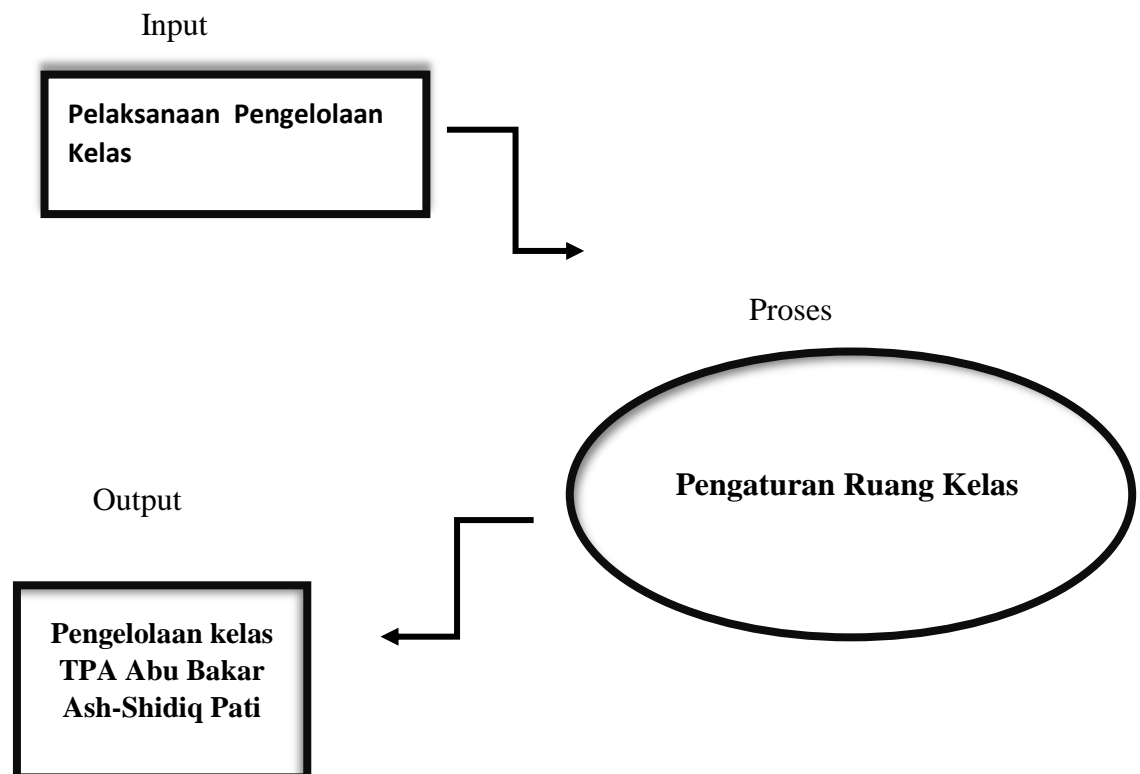 Input
Pelaksanaan Pengelolaan
Kelas
Proses
Pengaturan Ruang Kelas
Output
Pengelolaan kelas
TPA Abu Bakar
Ash-Shidiq Pati